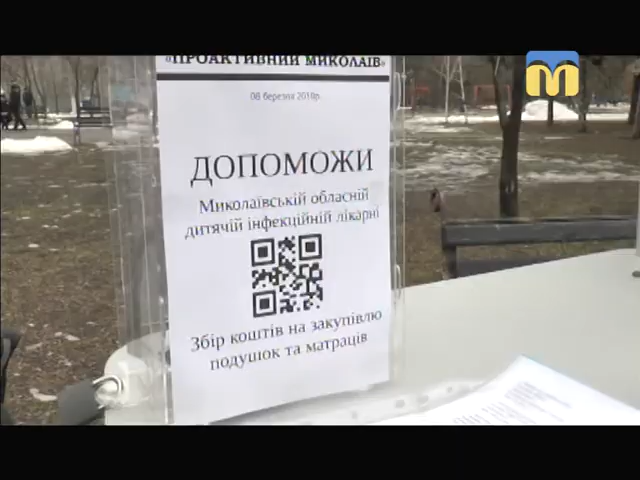 «ПРОАКТИВНИЙ МИКОЛАЇВ»
08 березня 2018р.
ДОПОМОЖИ
Миколаївській обласній
дитячій інфекційній лікарні
Збір коштів на закупівлю
подушок та матраців